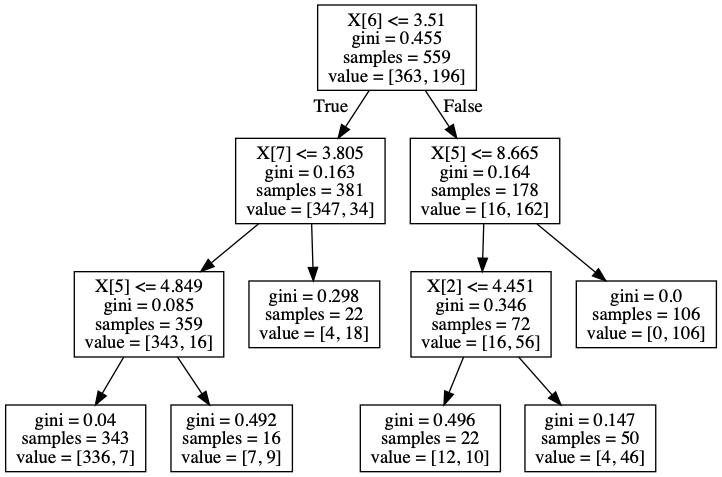 X[6] <= 3.51
gini = 0.455
samples = 559
value = [363, 196]
True
False
X[7] <= 3.805
gini = 0.163
samples = 381
value = [347, 34]
X[5] <= 8.665
gini = 0.164
samples = 178
value = [16, 162]
X[5] <= 4.849
gini = 0.085
samples = 359
value = [343, 16]
gini = 0.298
samples = 22
value = [4, 18]
X[2] <= 4.451
gini = 0.346
samples = 72
value = [16, 56]
gini = 0.0
samples = 106
value = [0, 106]
gini = 0.04
samples = 343
value = [336, 7]
gini = 0.492
samples = 16
value = [7, 9]
gini = 0.496
samples = 22
value = [12, 10]
gini = 0.147
samples = 50
value = [4, 46]